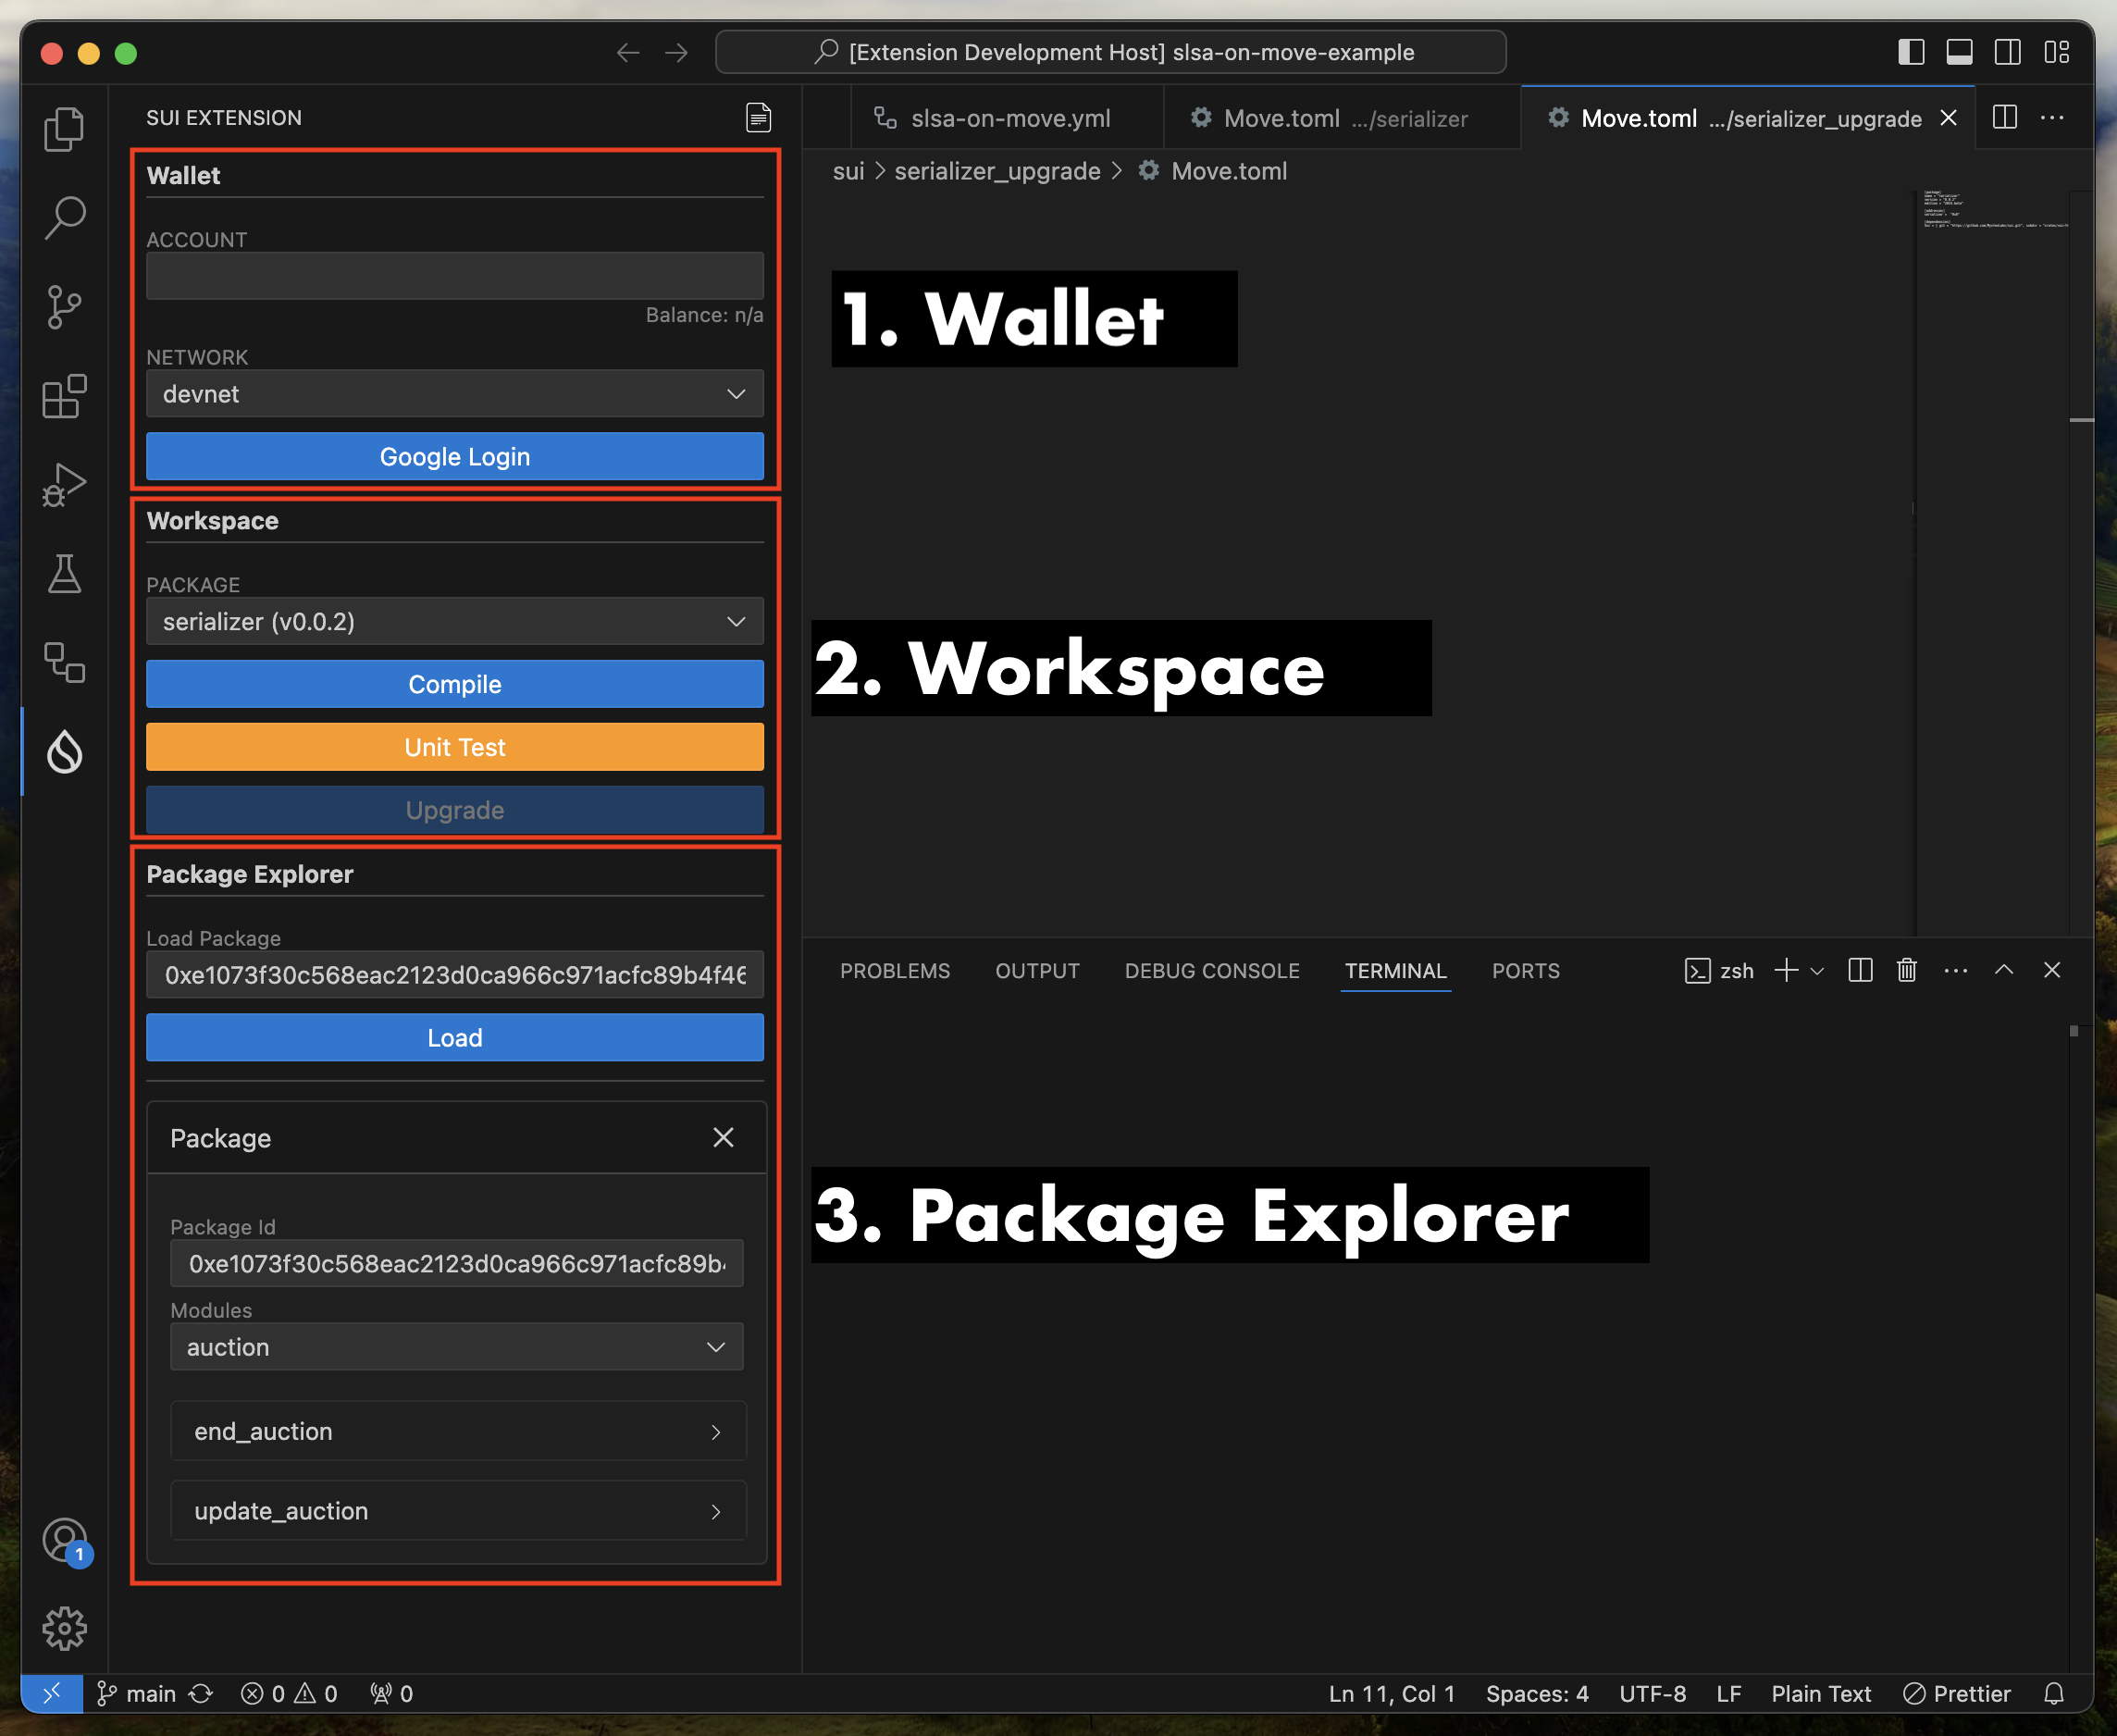 [Extension Development Host] slsa-on-move-example
SUI EXTENSION
Wallet
ACCOUNT
Balance: n/a
NETWORK
devnet
Google Login
Workspace
PACKAGE
serializer (v0.0.2)
Compile
Unit Test
Upgrade
Package Explorer
Load Package
0xe1073f30c568eac2123d0ca966c971acfc89b4f46
Load
Package
Package Id
0xe1073f30c568eac2123d0ca966c971acfc89b
Modules
auction
end_auction
update_auction
1
slsa-on-move.yml
Move.toml .../serializer
Move.toml .../serializer_upgrade
sui > serializer_upgrade > Move.toml
1. Wallet
2. Workspace
PROBLEMS OUTPUT DEBUG CONSOLE TERMINAL PORTS zsh
3. Package Explorer
main 0 0 0
Ln 11, Col 1 Spaces: 4 UTF-8 LF Plain Text Prettier